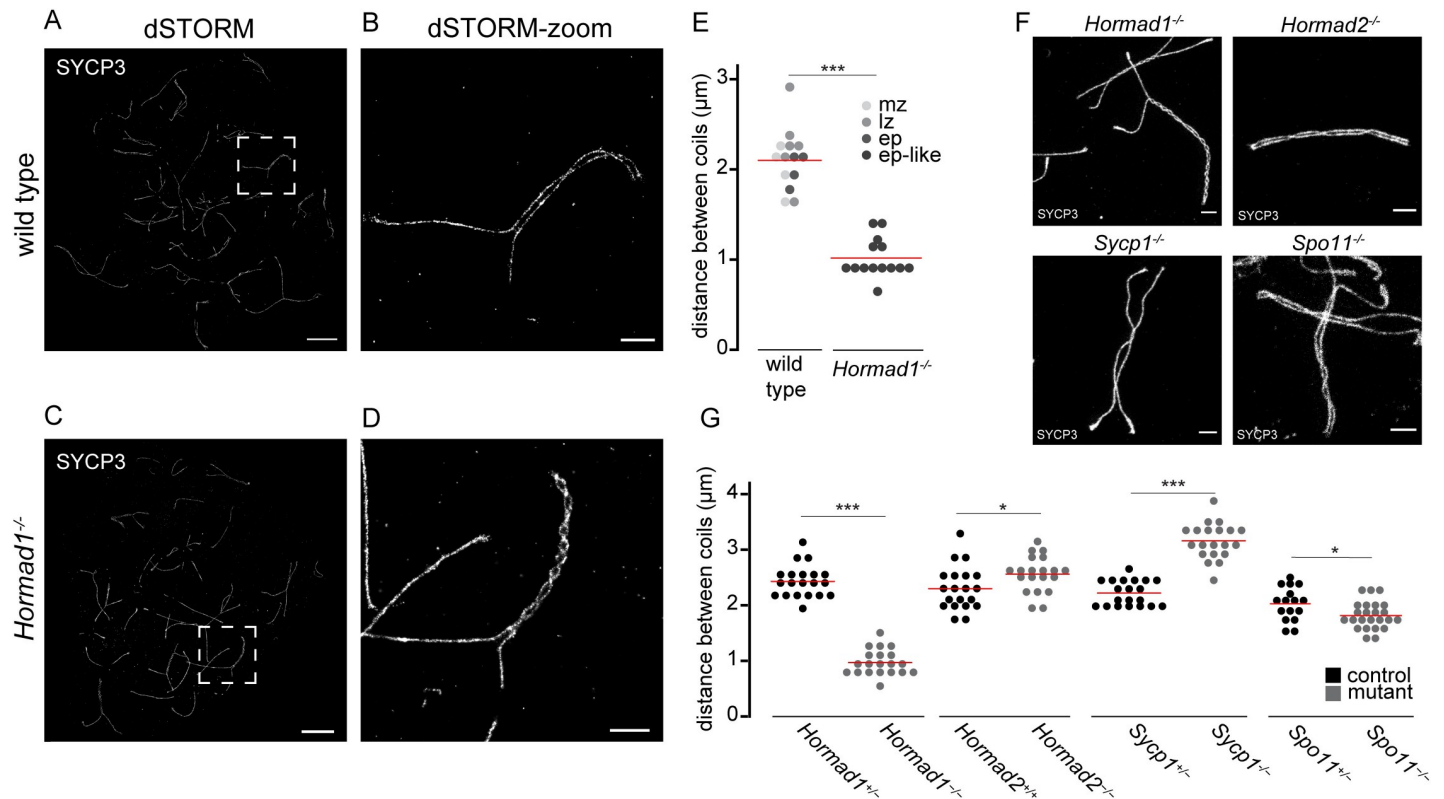 A
dSTORM
B
dSTORM-zoom
SYCP3
wild type
C
D
SYCP3
Hormad1-/-
E
distance between coils (µm)
3
2
1
0
***
mz
lz
ep
ep-like
wild
type
Hormad1-/-
F
Hormad1-/-
Hormad2-/-
SYCP3
SYCP3
Sycp1-/-
Spo11-/-
SYCP3
SYCP3
G
distance between coils (µm)
4
3
2
1
0
***
*
***
*
control
mutant
Hormad1+/-
Hormad1-/-
Hormad2+/+
Hormad2-/-
Sycp1+/-
Sycp1-/-
Spo11+/-
Spo11-/-